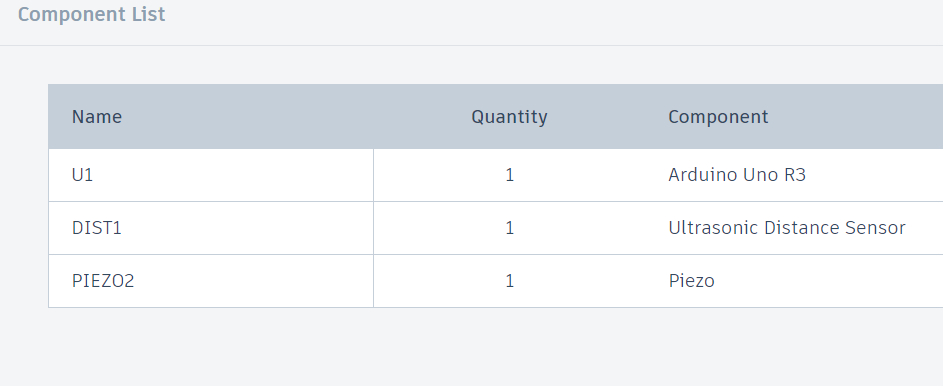 Component List
Name Quantity Component
U1 1 Arduino Uno R3
DIST1 1 Ultrasonic Distance Sensor
PIEZO2 1 Piezo